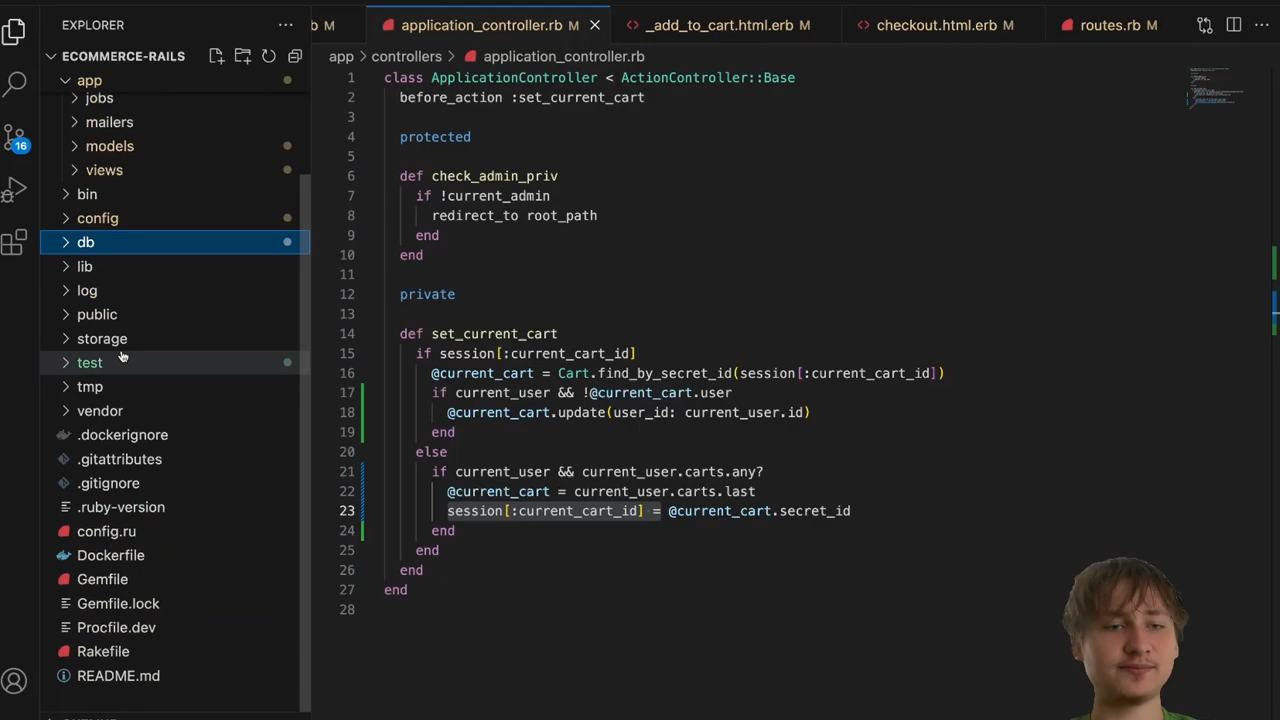 EXPLORER
ECOMMERCE-RAILS
app
jobs
mailers
models
views
bin
config
db
lib
log
public
storage
test
tmp
vendor
.dockerignore
.gitattributes
.gitignore
.ruby-version
config.ru
Dockerfile
Gemfile
Gemfile.lock
Procfile.dev
Rakefile
README.md
16
b M application_controller.rb M _add_to_cart.html.erb M checkout.html.erb M routes.rb M
app > controllers > application_controller.rb
1 class ApplicationController < ActionController::Base
2 before_action :set_current_cart
3
4 protected
5
6 def check_admin_priv
7 if !current_admin
8 redirect_to root_path
9 end
10 end
11
12 private
13
14 def set_current_cart
15 if session[:current_cart_id]
16 @current_cart = Cart.find_by_secret_id(session[:current_cart_id])
17 if current_user && !@current_cart.user
18 @current_cart.update(user_id: current_user.id)
19 end
20 else
21 if current_user && current_user.carts.any?
22 @current_cart = current_user.carts.last
23 session[:current_cart_id] = @current_cart.secret_id
24 end
25 end
26 end
27 end
28